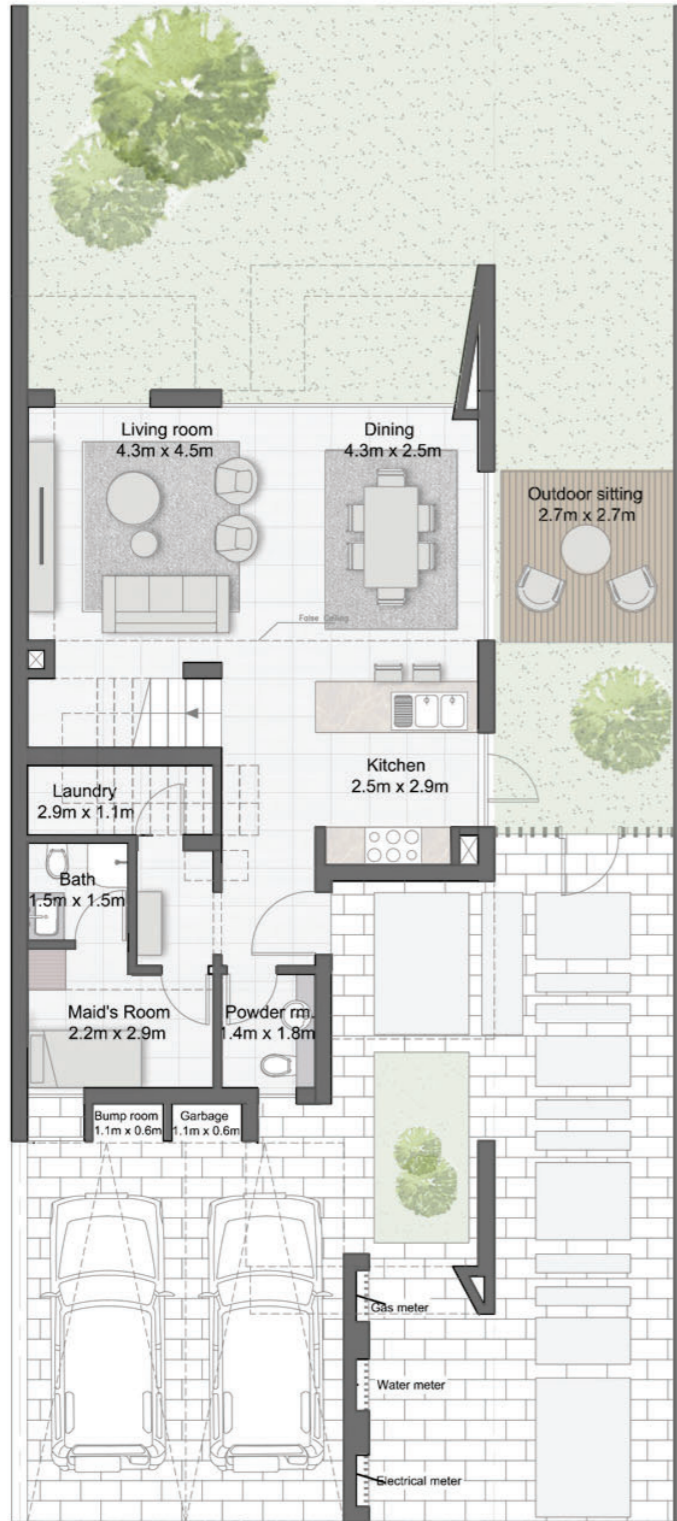 Living room
4.3m x 4.5m
Dining
4.3m x 2.5m
Outdoor sitting
2.7m x 2.7m
False Ceiling
Kitchen
2.5m x 2.9m
Laundry
2.9m x 1.1m
Bath
1.5m x 1.5m
Maid's Room
2.2m x 2.9m
Powder rm.
1.4m x 1.8m
Bump room
1.1m x 0.6m
Garbage
1.1m x 0.6m
Gas meter
Water meter
Electrical meter